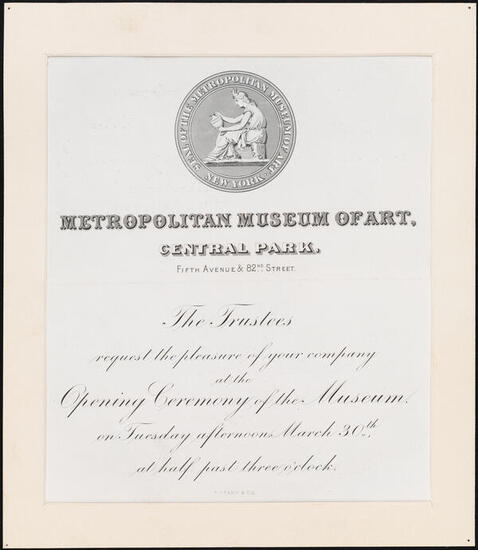 SEAL OF THE METROPOLITAN MUSEUM OF ART
NEW YORK
METROPOLITAN MUSEUM OF ART,
CENTRAL PARK.
FIFTH AVENUE & 82ND STREET.
The Trustees
request the pleasure of your company
at the
Opening Ceremony of the Museum,
on Tuesday afternoon, March 30th,
at half past three o'clock.
TIFFANY & CO.